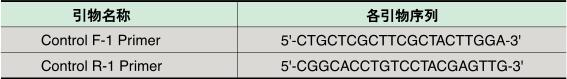 引物名称 各引物序列
Control F-1 Primer 5'-CTGCTCGCTTCGCTACTTGGA-3'
Control R-1 Primer 5'-CGGCACCTGTCCTACGAGTTG-3'